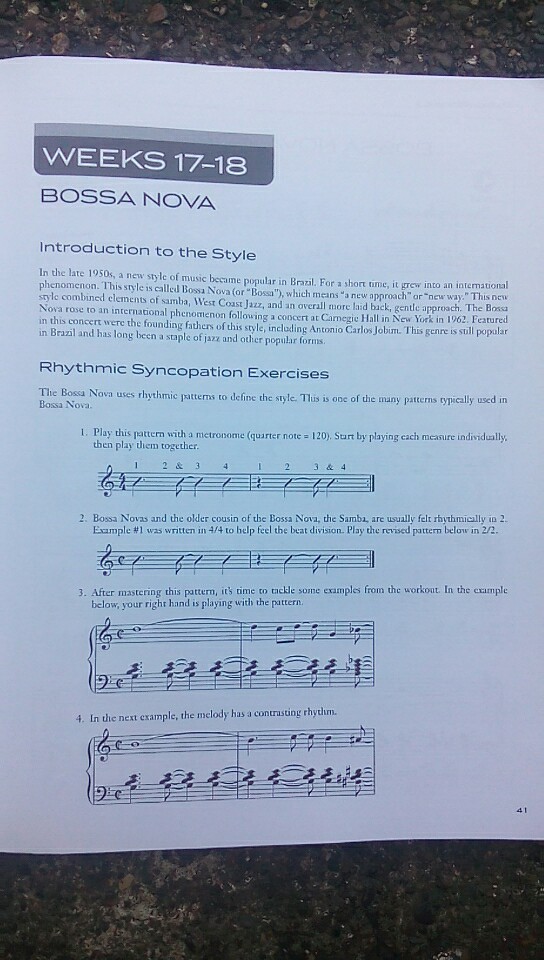 WEEKS 17–18
BOSSA NOVA
Introduction to the Style
In the late 1950s, a new style of music became popular in Brazil. For a short time, it grew into an international
phenomenon. This style is called Bossa Nova (or "Bossa"), which means "a new approach" or "new way." This new
style combined elements of samba, West Coast Jazz, and an overall more laid back, gentle approach. The Bossa
Nova rose to an international phenomenon following a concert at Carnegie Hall in New York in 1962. Featured
in this concert were the founding fathers of this style, including Antonio Carlos Jobim. This genre is still popular
in Brazil and has long been a staple of jazz and other popular forms.
Rhythmic Syncopation Exercises
The Bossa Nova uses rhythmic patterns to define the style. This is one of the many patterns typically used in
Bossa Nova.
1. Play this pattern with a metronome (quarter note = 120). Start by playing each measure individually,
then play them together.
1 2 & 3 4 1 2 3 & 4
4
4
2. Bossa Novas and the older cousin of the Bossa Nova, the Samba, are usually felt rhythmically in 2.
Example #1 was written in 4/4 to help feel the beat division. Play the revised pattern below in 2/2.
3. After mastering this pattern, it's time to tackle some examples from the workout. In the example
below, your right hand is playing with the pattern.
4. In the next example, the melody has a contrasting rhythm.
41